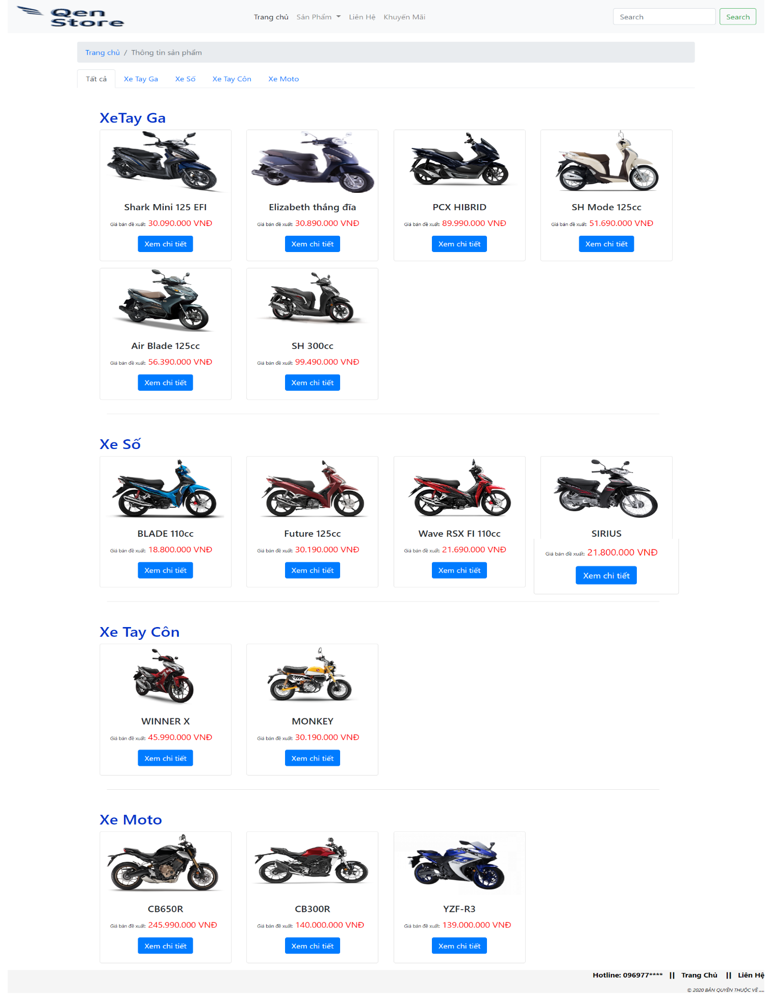 Qen
Store
Trang chủ Sản Phẩm Liên Hệ Khuyến Mãi
Search Search
Trang chủ / Thông tin sản phẩm
Tất cả Xe Tay Ga Xe Số Xe Tay Côn Xe Moto
XeTay Ga
Shark Mini 125 EFI Elizabeth thắng đĩa PCX HIBRID SH Mode 125cc
Giá bán đề xuất: 30.090.000 VNĐ Giá bán đề xuất: 30.890.000 VNĐ Giá bán đề xuất: 89.990.000 VNĐ Giá bán đề xuất: 51.690.000 VNĐ
Xem chi tiết Xem chi tiết Xem chi tiết Xem chi tiết
Air Blade 125cc SH 300cc
Giá bán đề xuất: 56.390.000 VNĐ Giá bán đề xuất: 99.490.000 VNĐ
Xem chi tiết Xem chi tiết
Xe Số
BLADE 110cc Future 125cc Wave RSX FI 110cc SIRIUS
Giá bán đề xuất: 18.800.000 VNĐ Giá bán đề xuất: 30.190.000 VNĐ Giá bán đề xuất: 21.690.000 VNĐ Giá bán đề xuất: 21.800.000 VNĐ
Xem chi tiết Xem chi tiết Xem chi tiết Xem chi tiết
Xe Tay Côn
WINNER X MONKEY
Giá bán đề xuất: 45.990.000 VNĐ Giá bán đề xuất: 30.190.000 VNĐ
Xem chi tiết Xem chi tiết
Xe Moto
CB650R CB300R YZF-R3
Giá bán đề xuất: 245.990.000 VNĐ Giá bán đề xuất: 140.000.000 VNĐ Giá bán đề xuất: 139.000.000 VNĐ
Xem chi tiết Xem chi tiết Xem chi tiết
Hotline: 096977**** || Trang Chủ || Liên Hệ
© 2020 BẢN QUYỀN THUỘC VỀ .....